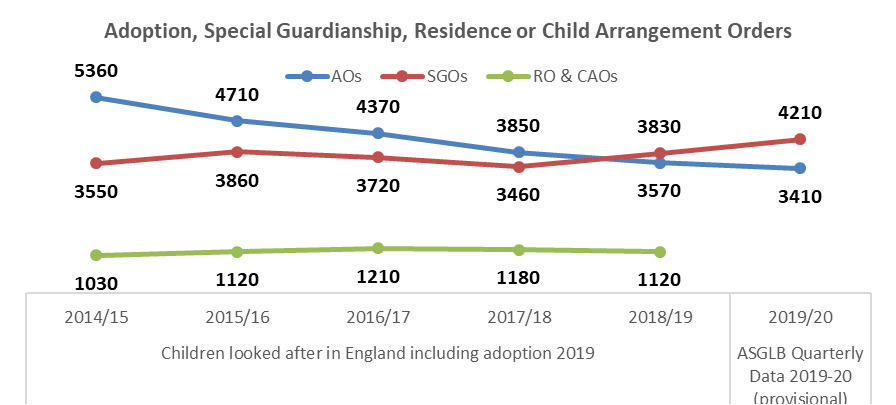 Adoption, Special Guardianship, Residence or Child Arrangement Orders
AOs SGOs RO & CAOs
5360 4710 4370 3850 3830 4210
3550 3860 3720 3460 3570 3410
1030 1120 1210 1180 1120
2014/15 2015/16 2016/17 2017/18 2018/19 2019/20
Children looked after in England including adoption 2019
ASGLB Quarterly
Data 2019-20
(provisional)